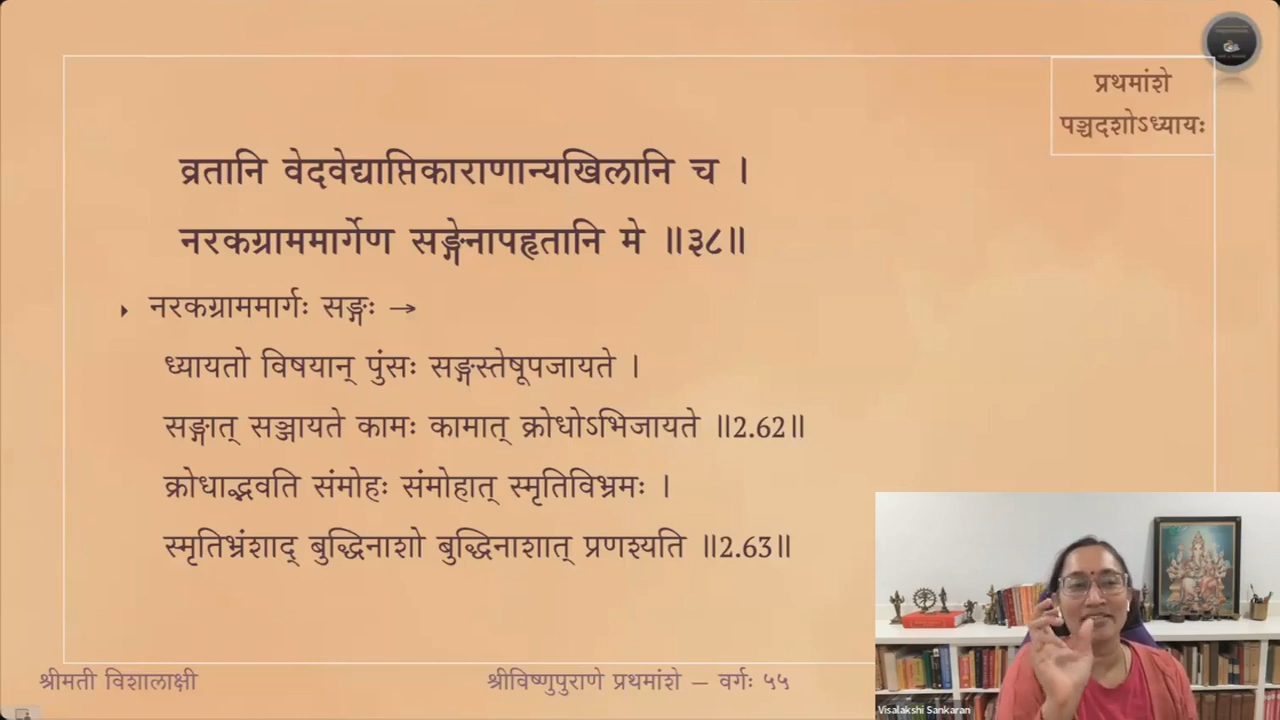 प्रथमांशे
पञ्चदशोऽध्यायः
व्रतानि वेदवेद्याप्तिकाराणान्यखिलानि च ।
नरकग्राममार्गेण सङ्गेनापहृतानि मे ॥३८॥
नरकग्राममार्गः सङ्गः →
ध्यायतो विषयान् पुंसः सङ्गस्तेषूपजायते ।
सङ्गात् सञ्जायते कामः कामात् क्रोधोऽभिजायते ॥2.62॥
क्रोधाद्भवति संमोहः संमोहात् स्मृतिविभ्रमः ।
स्मृतिभ्रंशाद् बुद्धिनाशो बुद्धिनाशात् प्रणश्यति ॥2.63॥
श्रीमती विशालाक्षी
श्रीविष्णुपुराणे प्रथमांशे – वर्गः ५५
Visalakshi Sankaran